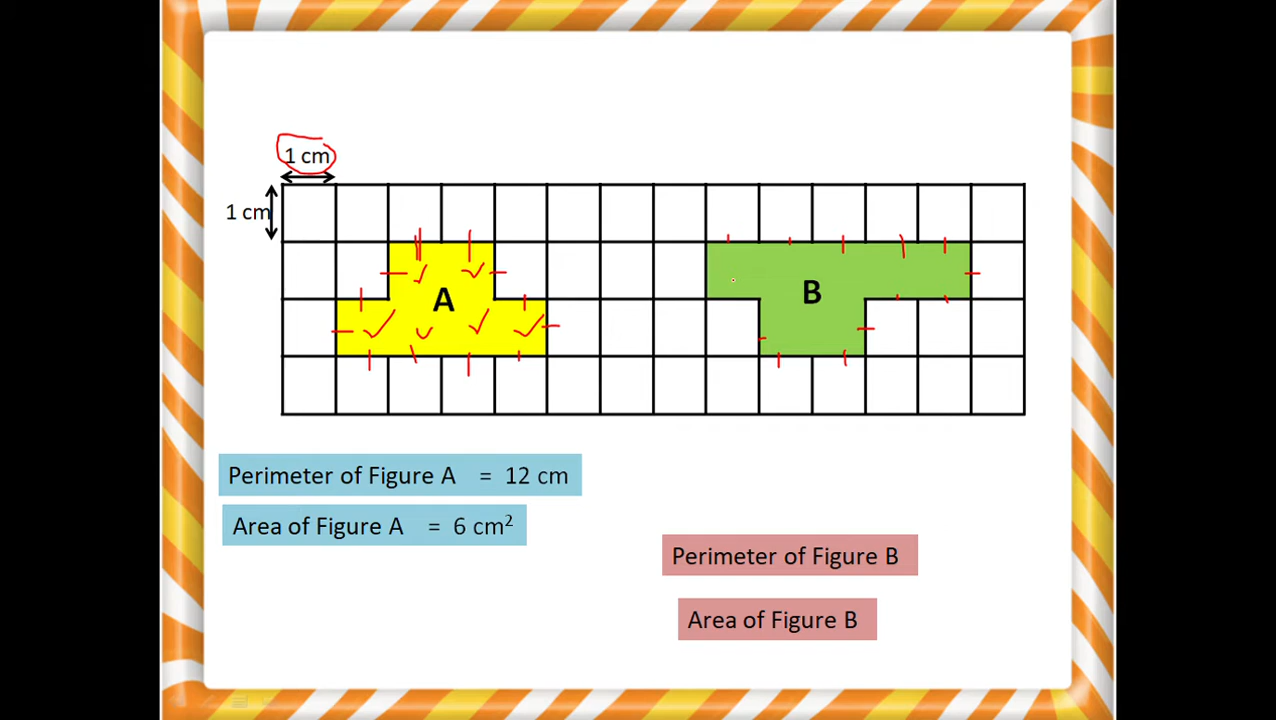 1 cm
1 cm
A
B
Perimeter of Figure A = 12 cm
Area of Figure A = 6 cm²
Perimeter of Figure B
Area of Figure B